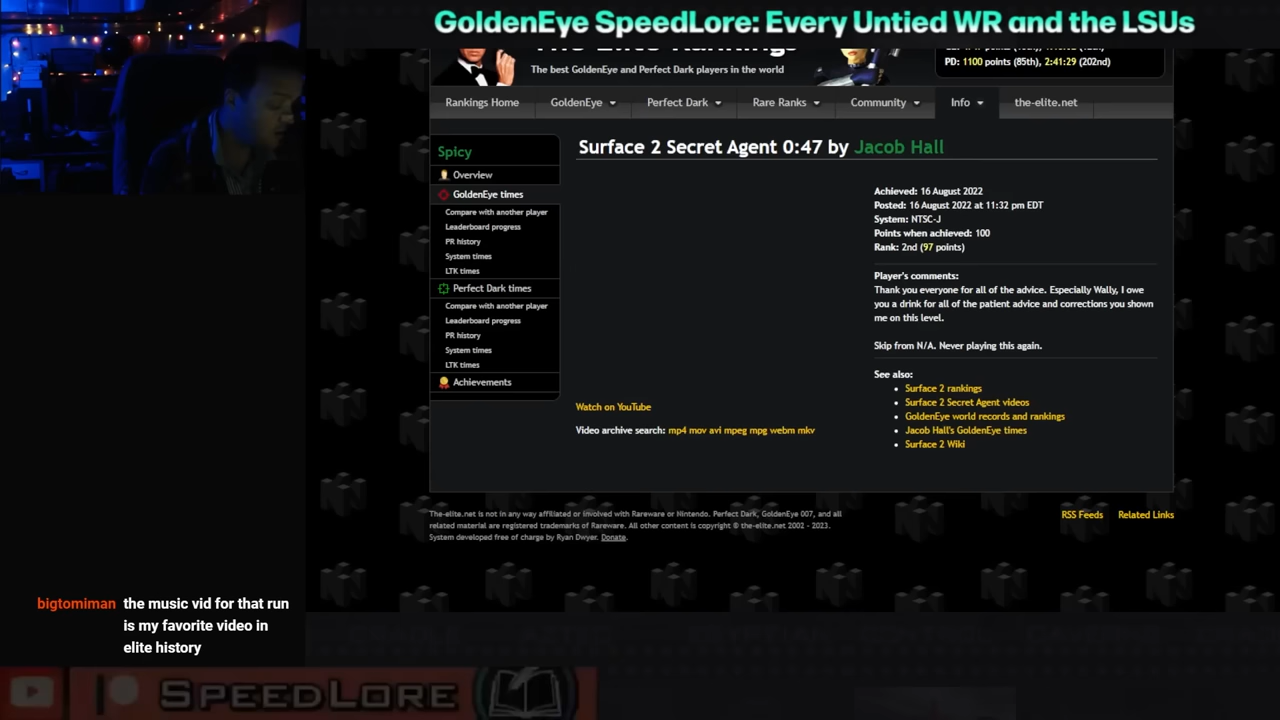 GoldenEye SpeedLore: Every Untied WR and the LSUs
The best GoldenEye and Perfect Dark players in the world
PD: 1100 points (85th), 2:41:29 (202nd)
Rankings Home
GoldenEye
Perfect Dark
Rare Ranks
Community
Info
the-elite.net
Spicy
Overview
GoldenEye times
Compare with another player
Leaderboard progress
PR history
System times
LTK times
Perfect Dark times
Compare with another player
Leaderboard progress
PR history
System times
LTK times
Achievements
Surface 2 Secret Agent 0:47 by Jacob Hall
Watch on YouTube
Video archive search: mp4 mov avi mpeg mpg webm mkv
Achieved: 16 August 2022
Posted: 16 August 2022 at 11:32 pm EDT
System: NTSC-J
Points when achieved: 100
Rank: 2nd (97 points)
Player's comments:
Thank you everyone for all of the advice. Especially Wally, I owe
you a drink for all of the patient advice and corrections you shown
me on this level.
Skip from N/A. Never playing this again.
See also:
Surface 2 rankings
Surface 2 Secret Agent videos
GoldenEye world records and rankings
Jacob Hall's GoldenEye times
Surface 2 Wiki
The-elite.net is not in any way affiliated or involved with Rareware or Nintendo. Perfect Dark, GoldenEye 007, and all
related material are registered trademarks of Rareware. All other content is copyright © the-elite.net 2002 - 2023.
System developed free of charge by Ryan Dwyer. Donate.
RSS Feeds
Related Links
bigtomiman the music vid for that run
is my favorite video in
elite history
SPEEDLORE